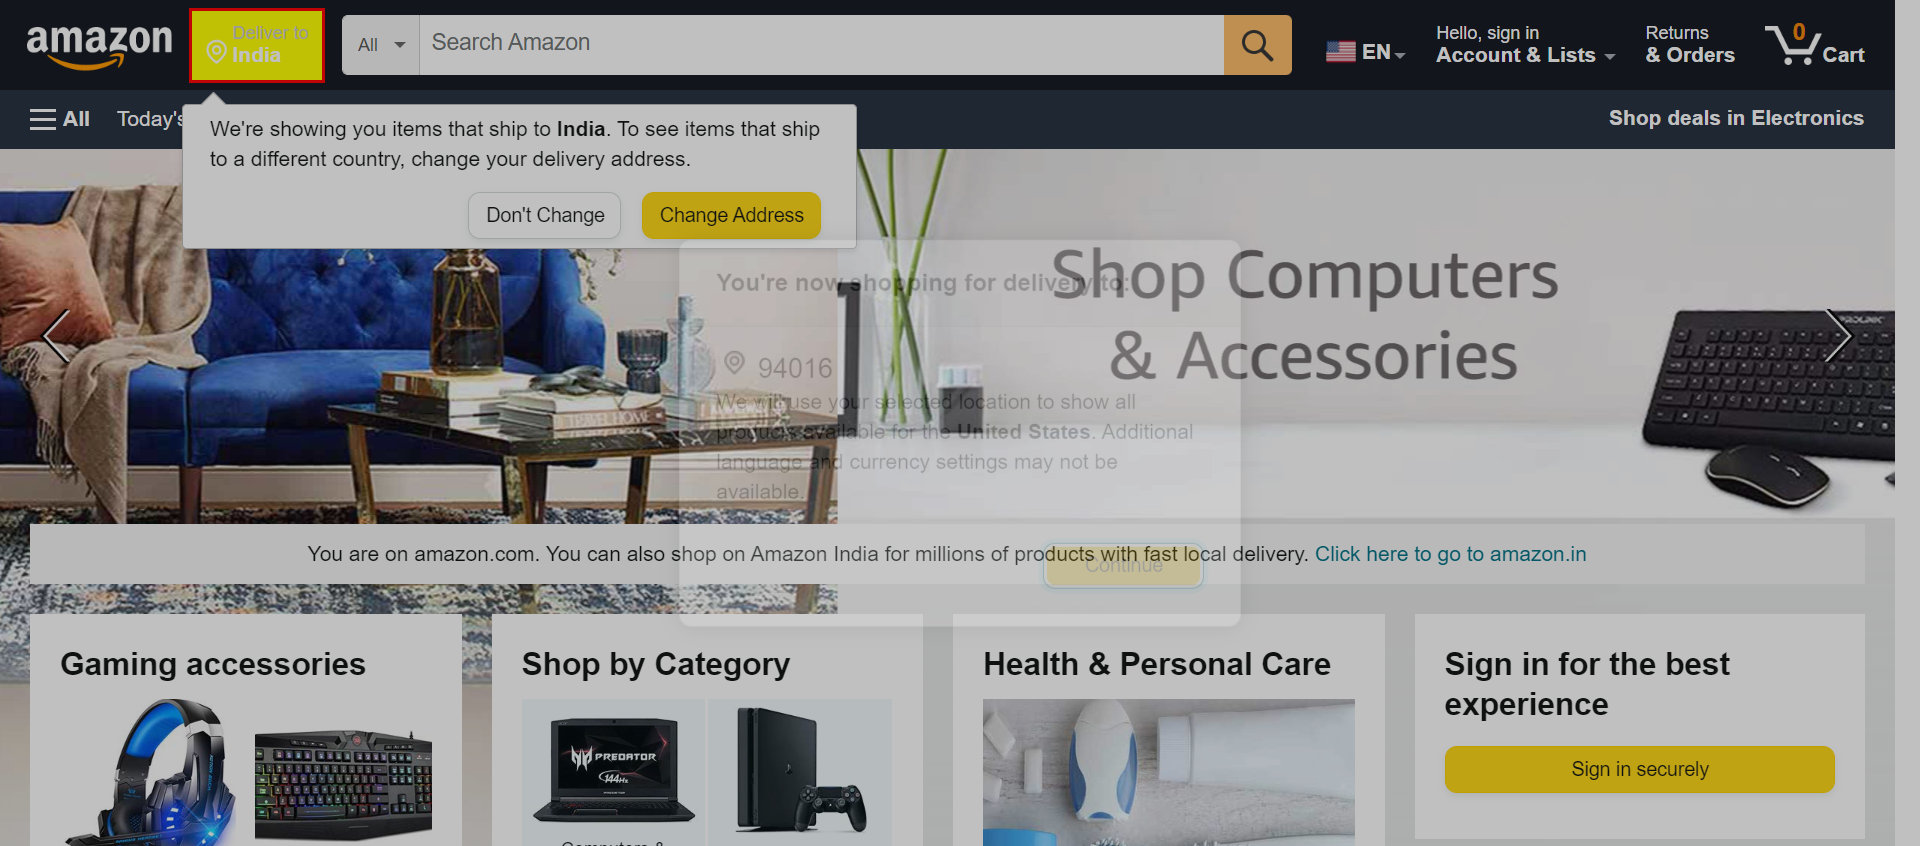 amazon
Deliver to
India
All
Search Amazon
EN
Hello, sign in
Account & Lists
Returns
& Orders
0
Cart
All
Today's
Shop deals in Electronics
We're showing you items that ship to India. To see items that ship
to a different country, change your delivery address.
Don't Change
Change Address
You're now shopping for delivery to:
94016
We will use your selected location to show all
products available for the United States. Additional
language and currency settings may not be
available.
Continue
Shop Computers
& Accessories
PROLINK
TRAVEL HOME
You are on amazon.com. You can also shop on Amazon India for millions of products with fast local delivery. Click here to go to amazon.in
Gaming accessories
Shop by Category
PREDATOR
144Hz
Health & Personal Care
Sign in for the best
experience
Sign in securely